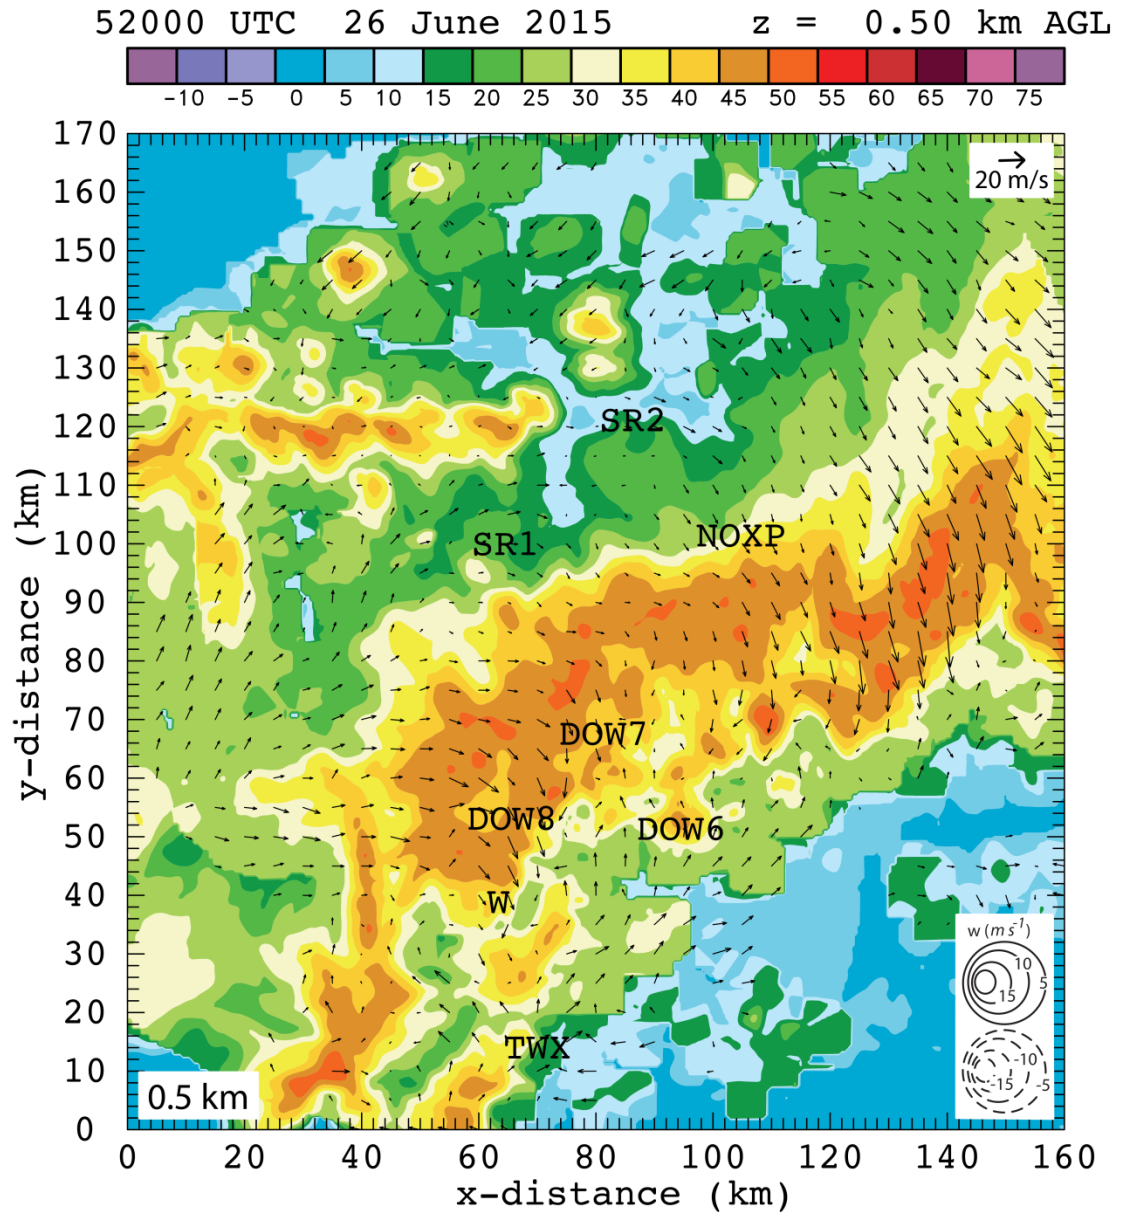 52000 UTC 26 June 2015 z = 0.50 km AGL
-10 -5 0 5 10 15 20 25 30 35 40 45 50 55 60 65 70 75
20 m/s
170
160
150
140
130
120
110
100
90
80
70
60
50
40
30
20
10
0
y-distance (km)
SR2
SR1
NOXP
DOW7
DOW8
DOW6
W
TWX
w (m s⁻¹)
10
5
15
-10
-15
-5
0.5 km
0 20 40 60 80 100 120 140 160
x-distance (km)